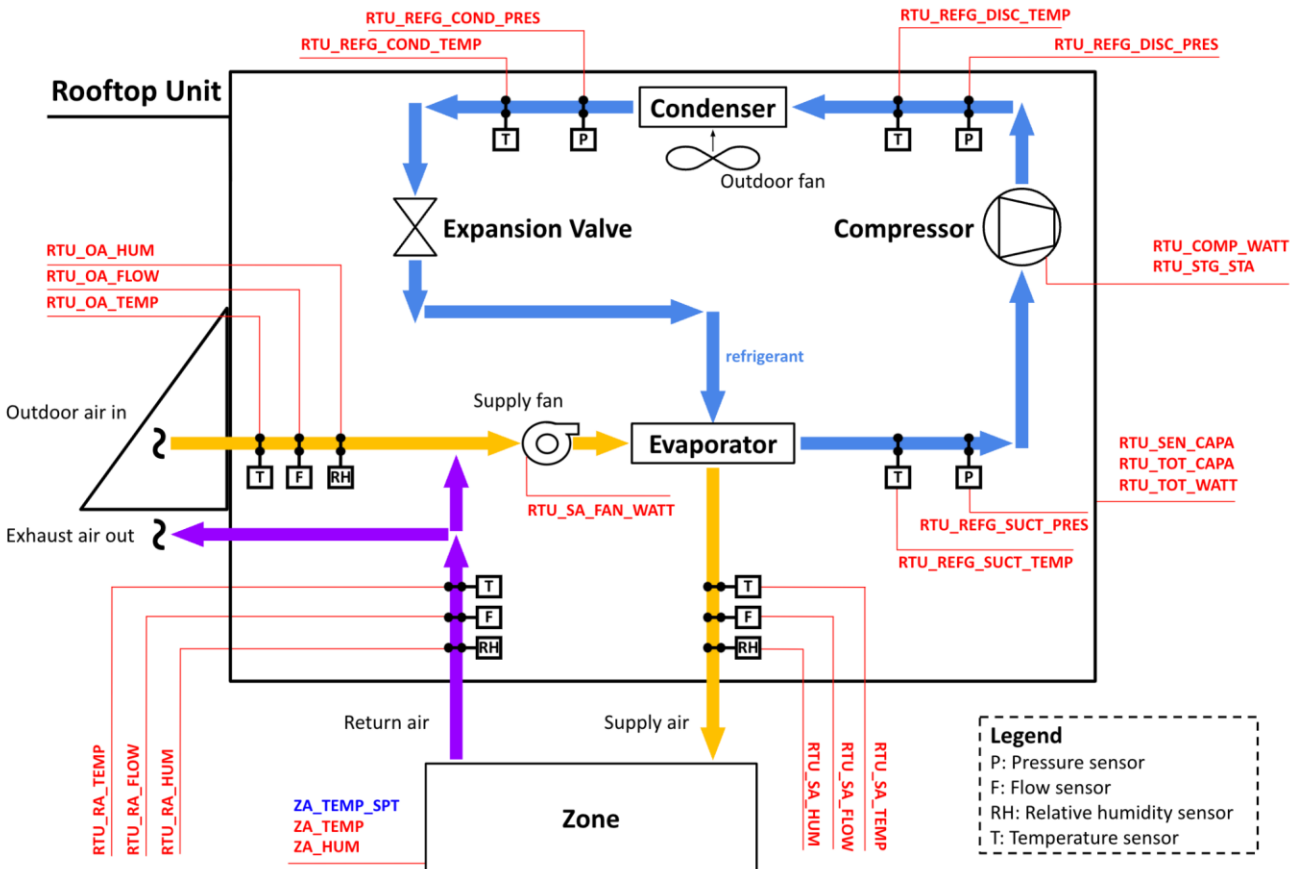 RTU_REFG_COND_PRES
RTU_REFG_COND_TEMP
RTU_REFG_DISC_TEMP
RTU_REFG_DISC_PRES
Rooftop Unit
Condenser
T
P
T
P
Outdoor fan
Expansion Valve
Compressor
RTU_COMP_WATT
RTU_STG_STA
RTU_OA_HUM
RTU_OA_FLOW
RTU_OA_TEMP
refrigerant
Outdoor air in
Supply fan
Evaporator
T
F
RH
T
P
RTU_SEN_CAPA
RTU_TOT_CAPA
RTU_TOT_WATT
RTU_SA_FAN_WATT
RTU_REFG_SUCT_PRES
RTU_REFG_SUCT_TEMP
Exhaust air out
T
F
RH
T
F
RH
Return air
Supply air
RTU_RA_TEMP
RTU_RA_FLOW
RTU_RA_HUM
RTU_SA_HUM
RTU_SA_FLOW
RTU_SA_TEMP
ZA_TEMP_SPT
ZA_TEMP
ZA_HUM
Zone
Legend
P: Pressure sensor
F: Flow sensor
RH: Relative humidity sensor
T: Temperature sensor